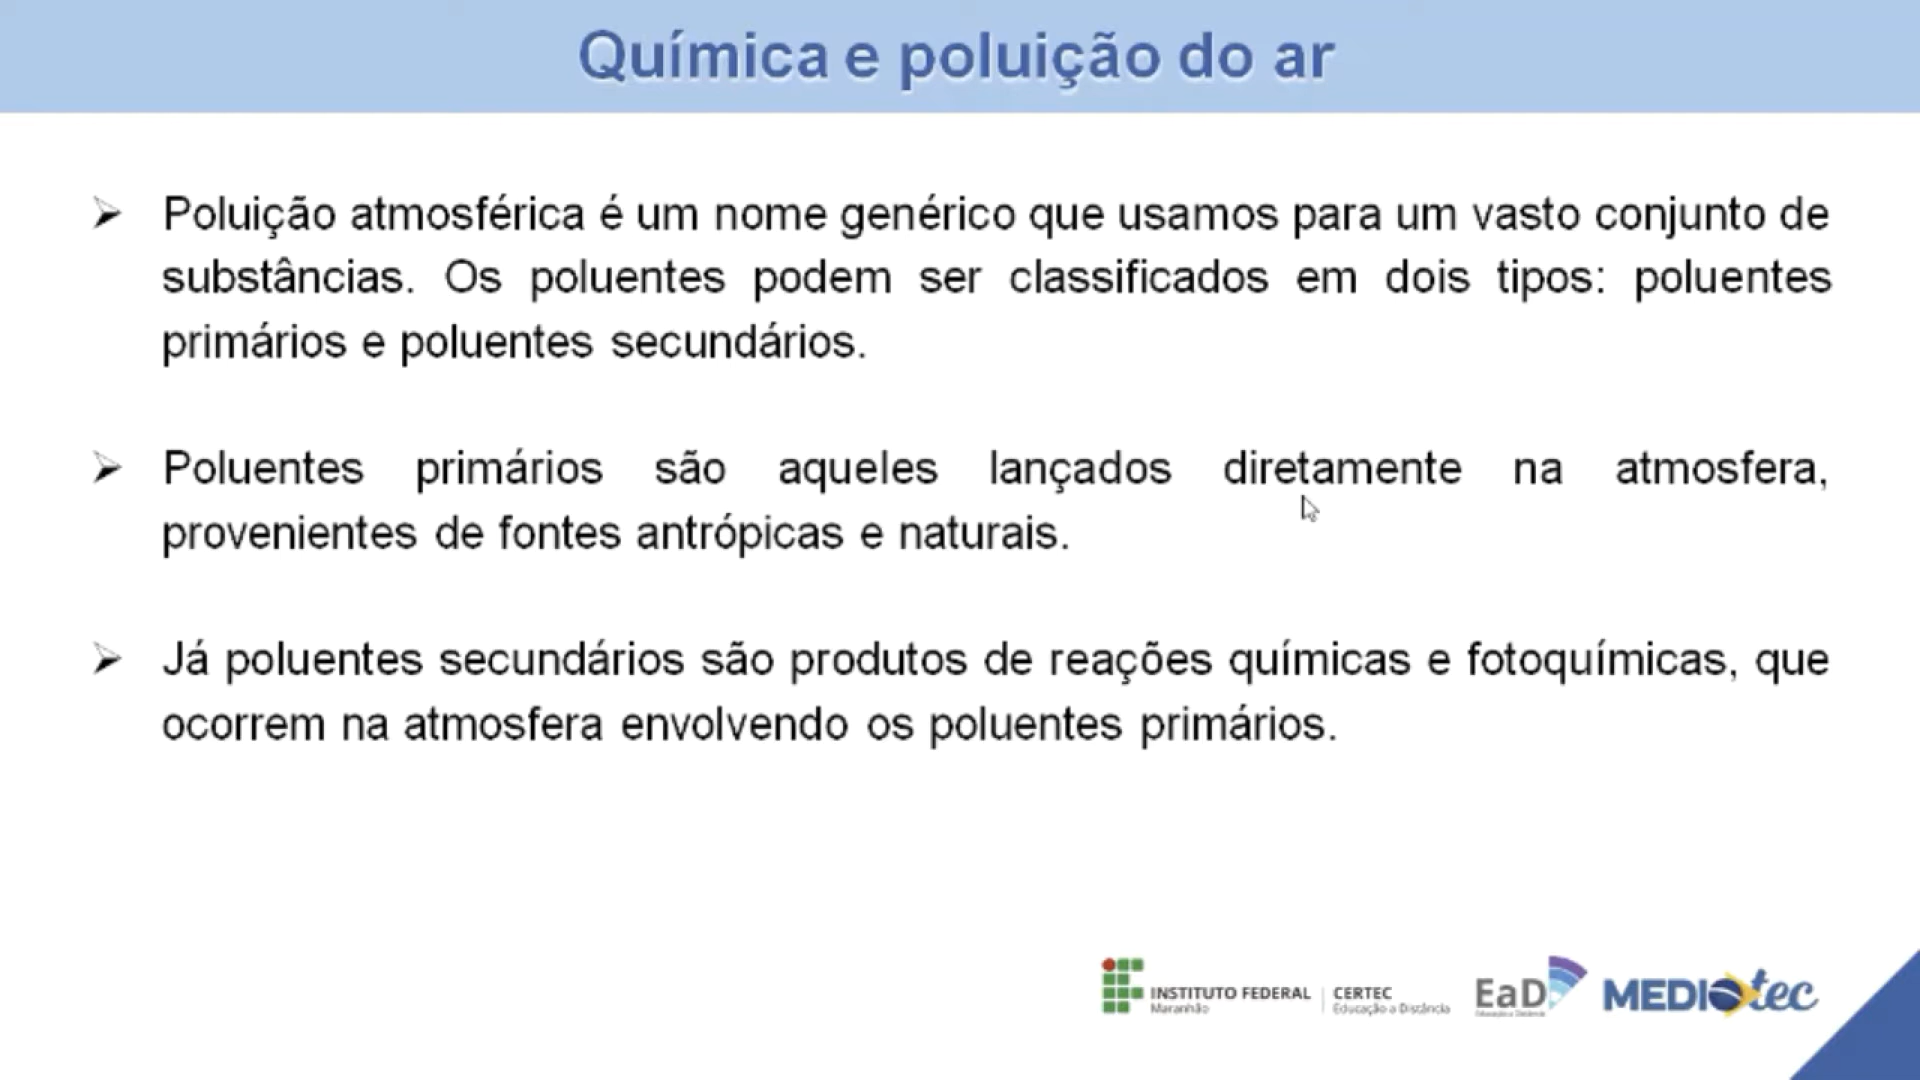 Química e poluição do ar
Poluição atmosférica é um nome genérico que usamos para um vasto conjunto de
substâncias. Os poluentes podem ser classificados em dois tipos: poluentes
primários e poluentes secundários.
Poluentes primários são aqueles lançados diretamente na atmosfera,
provenientes de fontes antrópicas e naturais.
Já poluentes secundários são produtos de reações químicas e fotoquímicas, que
ocorrem na atmosfera envolvendo os poluentes primários.
INSTITUTO FEDERAL
Maranhão
CERTEC
Educação a Distância
EaD
MEDIOtec